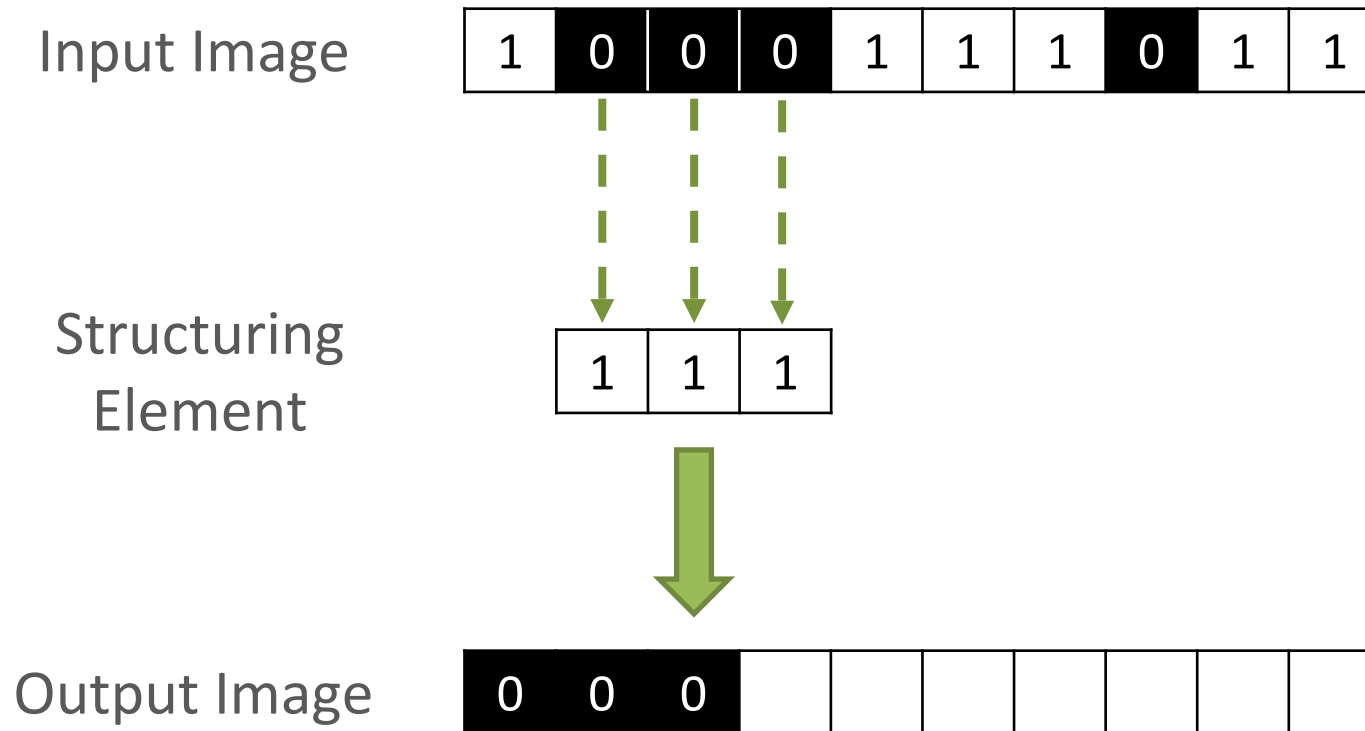 Input Image 1 0 0 0 1 1 1 0 1 1
Structuring
Element
1 1 1
Output Image 0 0 0